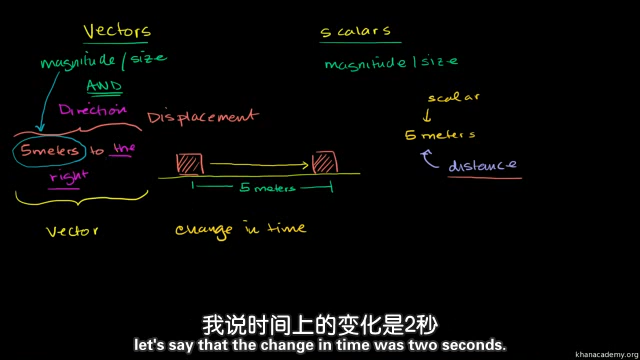 Vectors
magnitude/size
AND
Direction
Displacement
5 meters to the
right
Vector
5 meters
change in time
scalars
magnitude/size
scalar
5 meters
distance
我说时间上的变化是2秒
let's say that the change in time was two seconds.
khanacademy.org